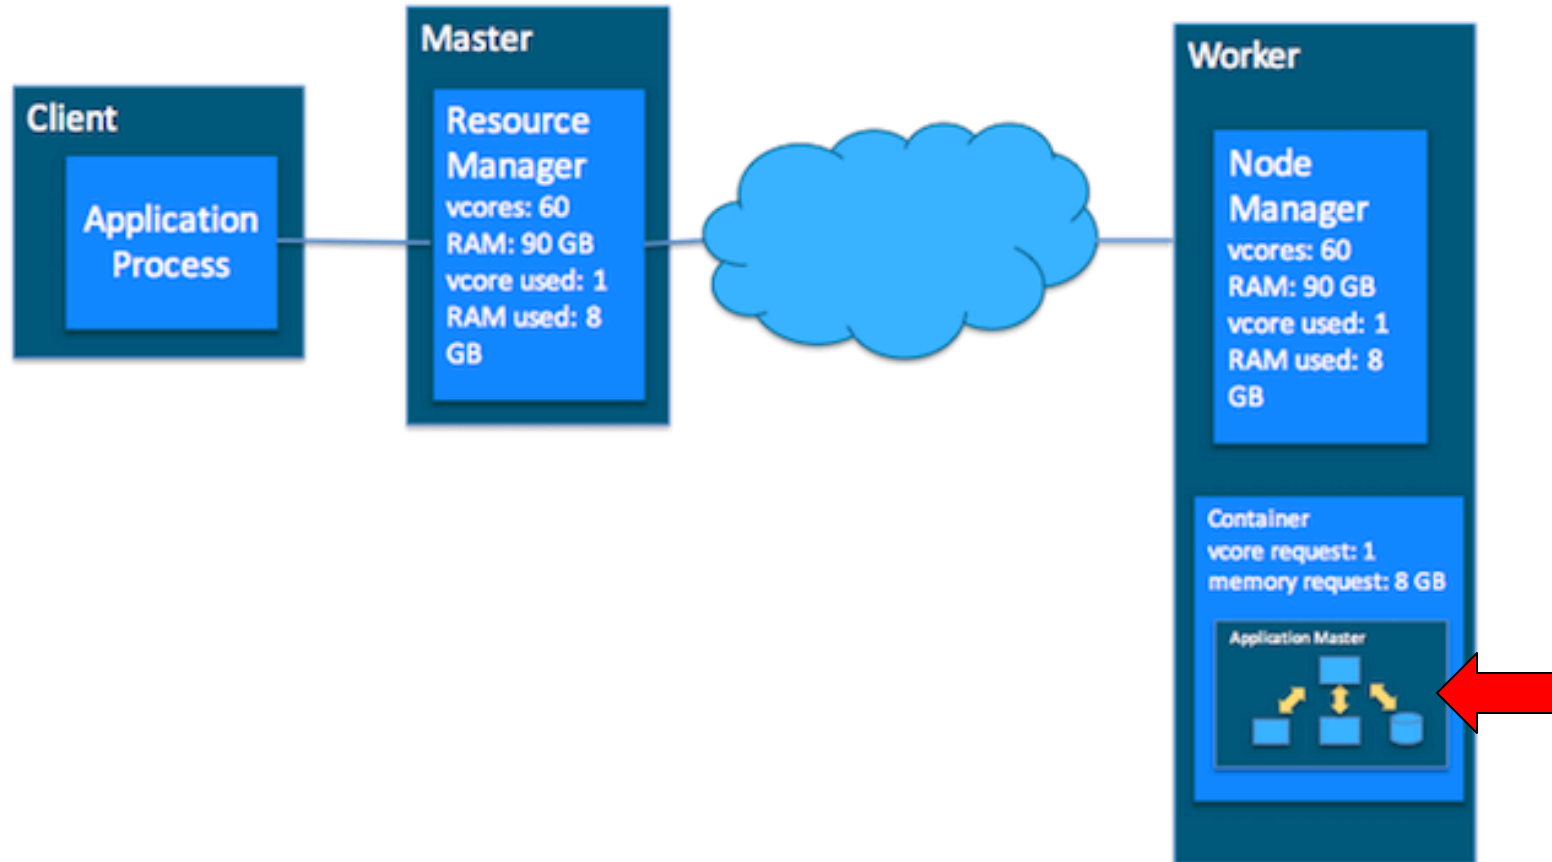 Client
Application
Process
Master
Resource
Manager
vcores: 60
RAM: 90 GB
vcore used: 1
RAM used: 8
GB
Worker
Node
Manager
vcores: 60
RAM: 90 GB
vcore used: 1
RAM used: 8
GB
Container
vcore request: 1
memory request: 8 GB
Application Master